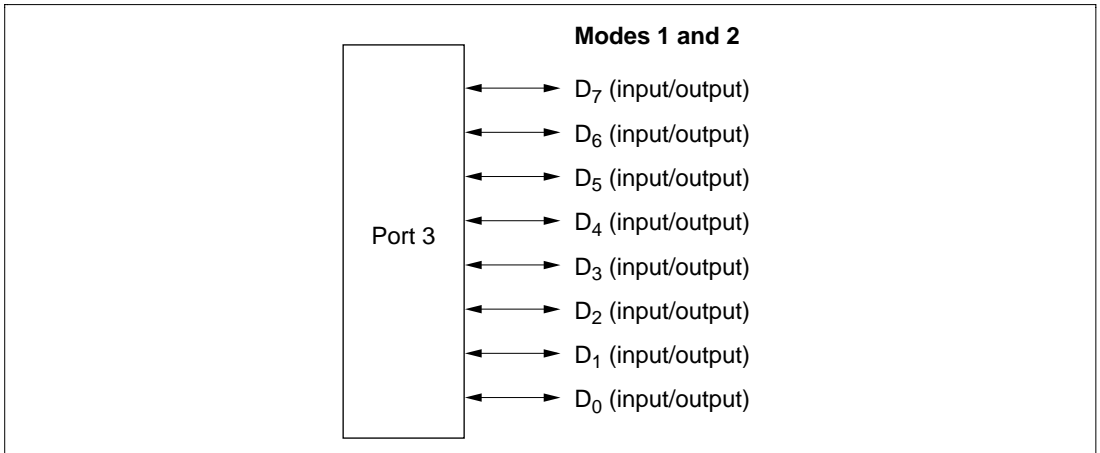 Modes 1 and 2
D7 (input/output)
D6 (input/output)
D5 (input/output)
D4 (input/output)
Port 3
D3 (input/output)
D2 (input/output)
D1 (input/output)
D0 (input/output)